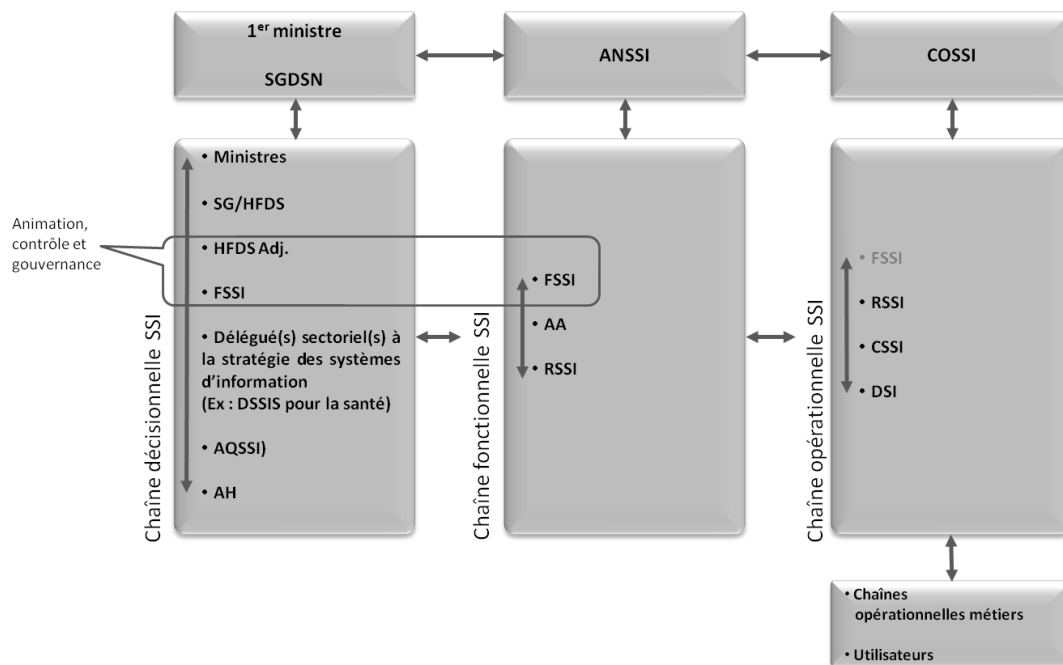 1er ministre
SGDSN
ANSSI
COSSI
Animation,
contrôle et
gouvernance
Chaîne décisionnelle SSI
• Ministres
• SG/HFDS
• HFDS Adj.
• FSSI
• Délégué(s) sectoriel(s) à
la stratégie des systèmes
d'information
(Ex : DSSIS pour la santé)
• AQSSI)
• AH
Chaîne fonctionnelle SSI
• FSSI
• AA
• RSSI
Chaîne opérationnelle SSI
• FSSI
• RSSI
• CSSI
• DSI
• Chaînes
opérationnelles métiers
• Utilisateurs